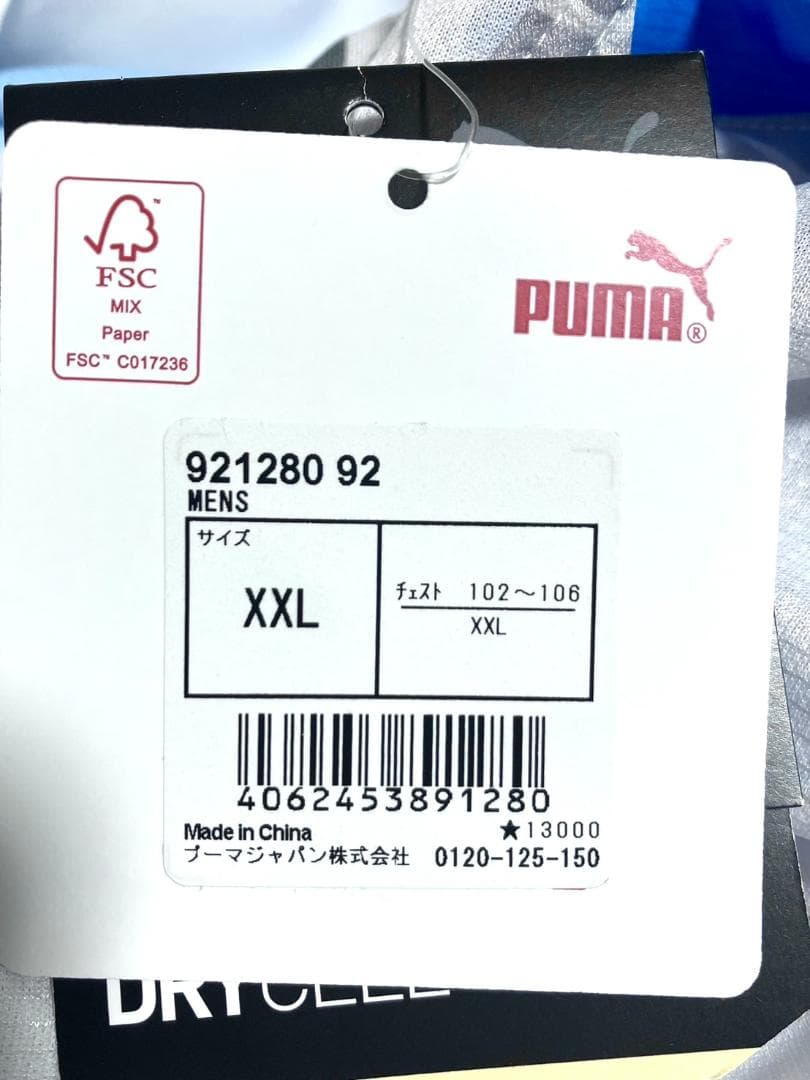 FSC™
MIX
Paper
FSC™ C017236
PUMA®
921280 92
MENS
サイズ
XXL
ﾁｪｽﾄ 102～106
XXL
4062453891280
Made in China
★13000
プーマジャパン株式会社 0120-125-150
DRYCELL